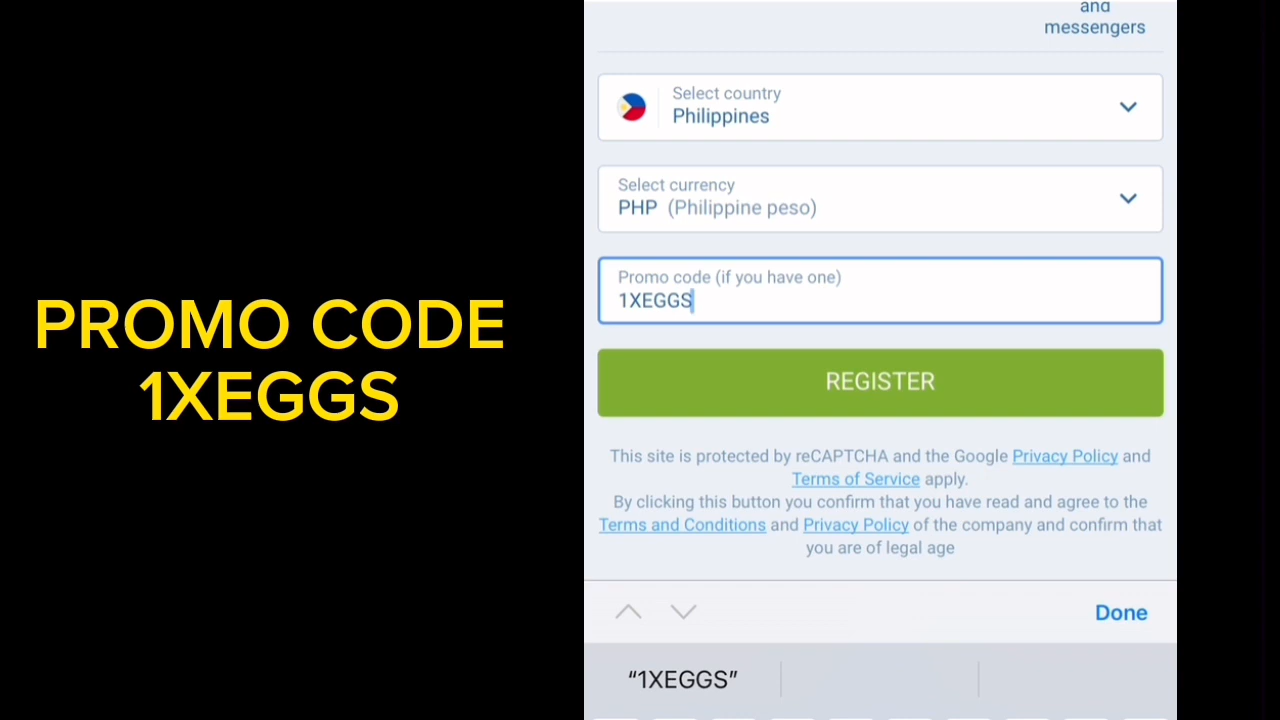 PROMO CODE
1XEGGS
and
messengers
Select country
Philippines
Select currency
PHP (Philippine peso)
Promo code (if you have one)
1XEGGS
REGISTER
This site is protected by reCAPTCHA and the Google Privacy Policy and
Terms of Service apply.
By clicking this button you confirm that you have read and agree to the
Terms and Conditions and Privacy Policy of the company and confirm that
you are of legal age
Done
“1XEGGS”